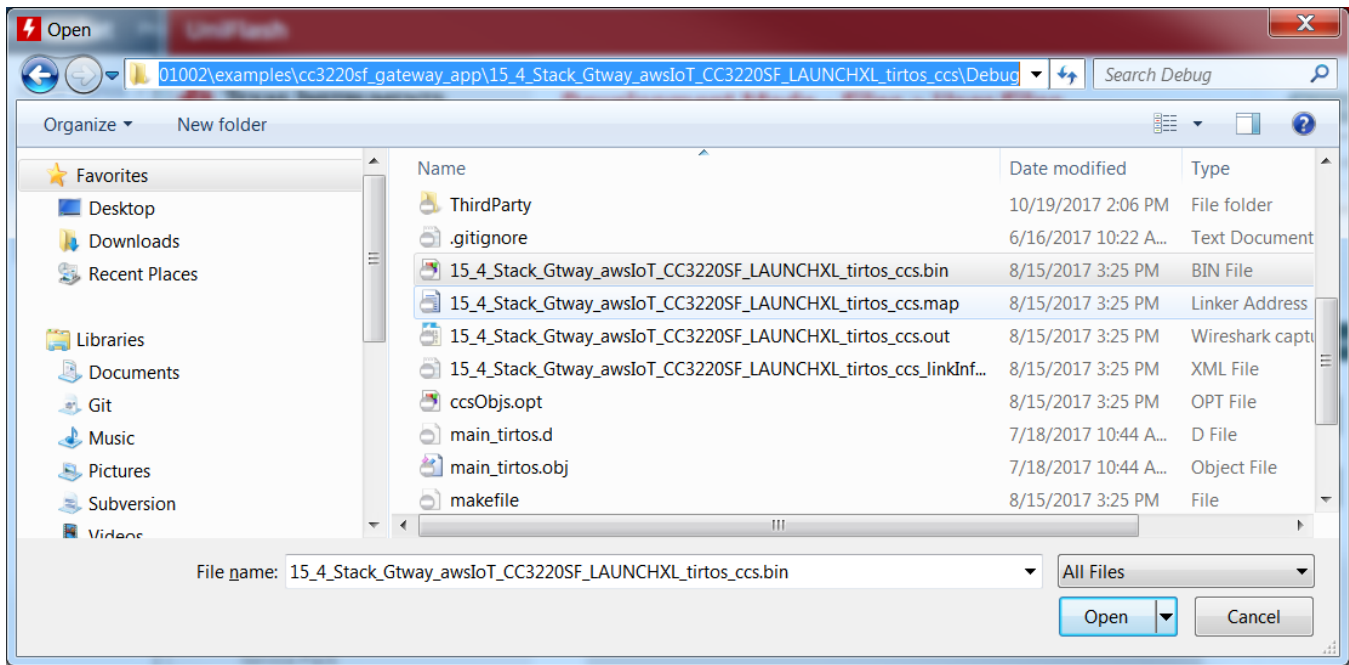 Open
UniFlash
01002\examples\cc3220sf_gateway_app\15_4_Stack_Gtway_awsIoT_CC3220SF_LAUNCHXL_tirtos_ccs\Debug
Search Debug
Organize
New folder
Favorites
Desktop
Downloads
Recent Places
Libraries
Documents
Git
Music
Pictures
Subversion
Videos
Name Date modified Type
ThirdParty 10/19/2017 2:06 PM File folder
.gitignore 6/16/2017 10:22 A... Text Document
15_4_Stack_Gtway_awsIoT_CC3220SF_LAUNCHXL_tirtos_ccs.bin 8/15/2017 3:25 PM BIN File
15_4_Stack_Gtway_awsIoT_CC3220SF_LAUNCHXL_tirtos_ccs.map 8/15/2017 3:25 PM Linker Address
15_4_Stack_Gtway_awsIoT_CC3220SF_LAUNCHXL_tirtos_ccs.out 8/15/2017 3:25 PM Wireshark captu
15_4_Stack_Gtway_awsIoT_CC3220SF_LAUNCHXL_tirtos_ccs_linkInf... 8/15/2017 3:25 PM XML File
ccsObjs.opt 8/15/2017 3:25 PM OPT File
main_tirtos.d 7/18/2017 10:44 A... D File
main_tirtos.obj 7/18/2017 10:44 A... Object File
makefile 8/15/2017 3:25 PM File
File name: 15_4_Stack_Gtway_awsIoT_CC3220SF_LAUNCHXL_tirtos_ccs.bin
All Files
Open
Cancel